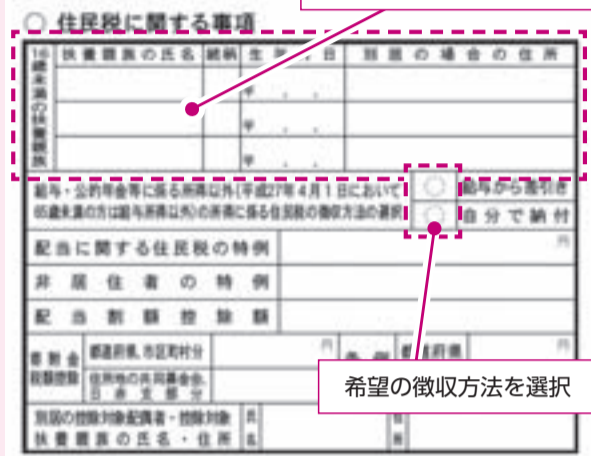 ○ 住民税に関する事項
16歳未満の扶養親族
扶養親族の氏名 続柄 生年月日 別居の場合の住所
平 . .
平 . .
平 . .
給与・公的年金等に係る所得以外(平成27年4月1日において ○ 給与から差引き
65歳未満の方は給与所得以外)の所得に係る住民税の徴収方法の選択 ○ 自分で納付
配当に関する住民税の特例 円
非居住者の特例
配当割額控除額
寄附金税額控除
都道府県、市区町村分 円 条例 都道府県 円
住所地の共同募金会、日赤支部分
希望の徴収方法を選択
別居の控除対象配偶者・控除対象扶養親族の氏名・住所 氏名 住所